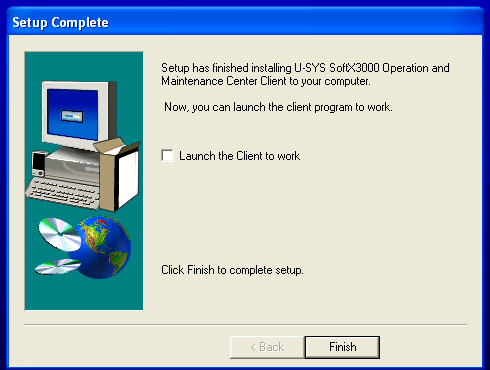 Setup Complete
Setup has finished installing U-SYS SoftX3000 Operation and
Maintenance Center Client to your computer.
Now, you can launch the client program to work.
Launch the Client to work
Click Finish to complete setup.
< Back
Finish